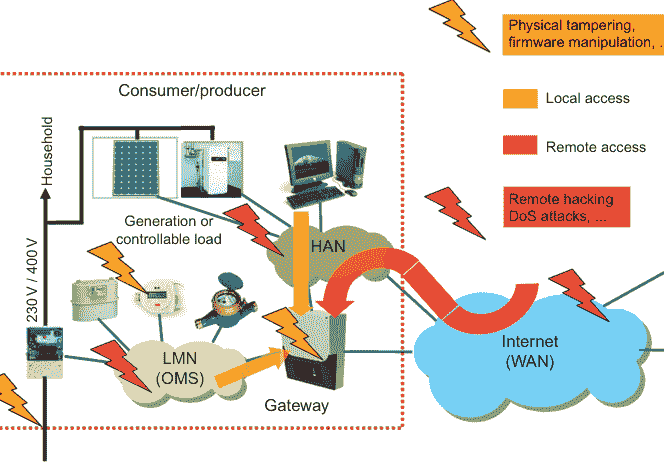 Physical tampering,
firmware manipulation, ...
Consumer/producer
Local access
Household
Remote access
Remote hacking
DoS attacks, ...
Generation or
controllable load
HAN
230 V / 400 V
Internet
(WAN)
LMN
(OMS)
Gateway